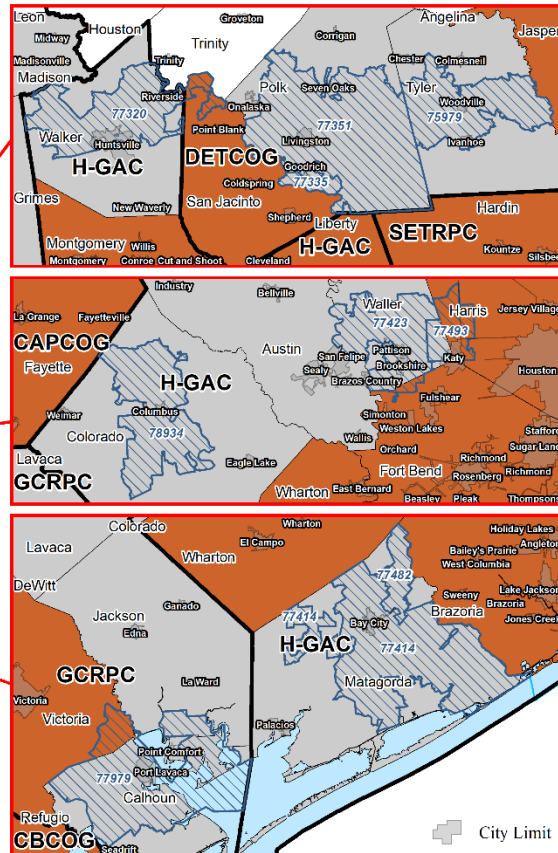 Leon
Houston
Groveton
Angelina
Midway
Trinity
Corrigan
Jasper
Madisonville
Madison
Trinity
Chester
Colmesneil
Polk
Tyler
Riverside
Seven Oaks
Onalaska
Woodville
77320
77351
75979
Walker
Point Blank
Huntsville
Livingston
Ivanhoe
H-GAC
DETCOG
Goodrich
Coldspring
77335
Grimes
New Waverly
San Jacinto
Hardin
Shepherd
Liberty
SETRPC
Montgomery
Willis
H-GAC
Kountze
Montgomery
Conroe
Cut and Shoot
Cleveland
Silsbee
Industry
Bellville
Waller
Harris
La Grange
Fayetteville
77423
Jersey Village
CAPCOG
77493
Austin
Fayette
San Felipe
Pattison
H-GAC
Sealy
Brookshire
Katy
Houston
Brazos Country
Fulshear
Weimar
Columbus
Simonton
Stafford
Colorado
78934
Wallis
Weston Lakes
Sugar Land
Orchard
Lavaca
Eagle Lake
Richmond
GCRPC
Fort Bend
Rosenberg
Richmond
Wharton
East Bernard
Beasley
Pleak
Thompsons
Colorado
Wharton
Holiday Lakes
Lavaca
El Campo
Angleton
Wharton
Bailey's Prairie
West Columbia
DeWitt
77482
Sweeny
Lake Jackson
Jackson
Ganado
77414
Brazoria
Brazoria
Edna
Bay City
Jones Creek
H-GAC
77414
GCRPC
La Ward
Matagorda
Victoria
Victoria
Palacios
Point Comfort
77979
Port Lavaca
Calhoun
Refugio
CBCOG
Seadrift
City Limit